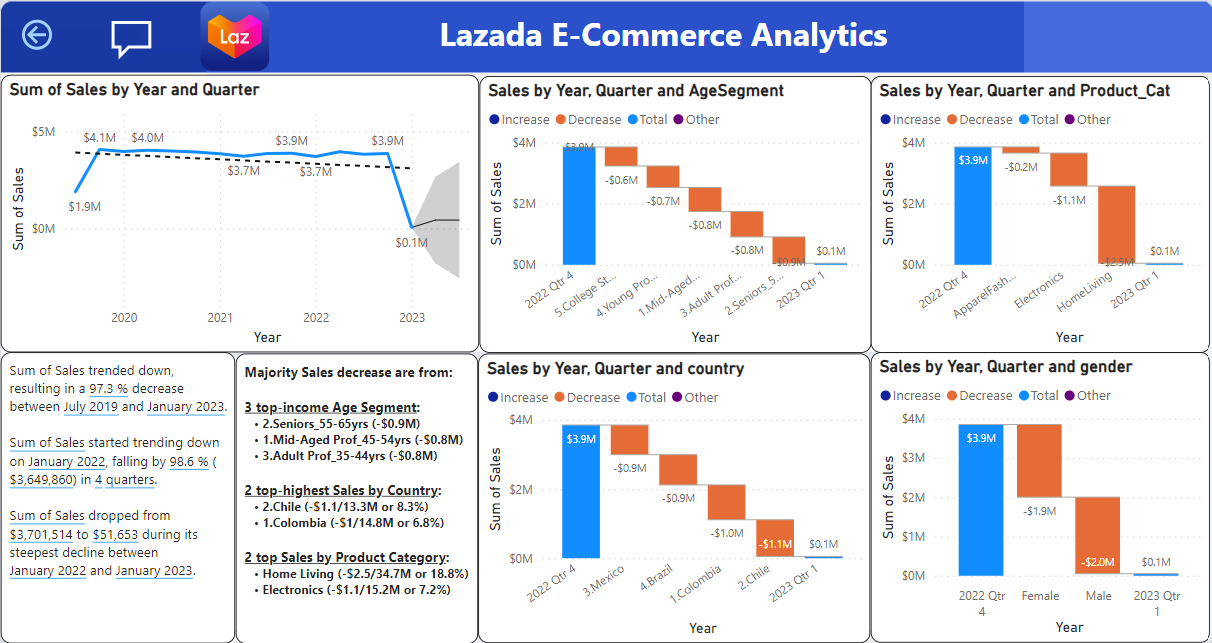 Laz
Lazada E-Commerce Analytics
Sum of Sales by Year and Quarter
$5M
$4.1M
$4.0M
$3.9M
$3.9M
$3.7M
$3.7M
$1.9M
$0M
$0.1M
Sum of Sales
2020
2021
2022
2023
Year
Sales by Year, Quarter and AgeSegment
Increase Decrease Total Other
$4M
$2M
$0M
Sum of Sales
$3.9M
-$0.6M
-$0.7M
-$0.8M
-$0.8M
-$0.9M
$0.1M
2022 Qtr 4
5.College St...
4.Young Pro...
1.Mid-Aged...
3.Adult Prof...
2.Seniors_5...
2023 Qtr 1
Year
Sales by Year, Quarter and Product_Cat
Increase Decrease Total Other
$4M
$2M
$0M
Sum of Sales
$3.9M
-$0.2M
-$1.1M
-$2.5M
$0.1M
2022 Qtr 4
ApparelFash...
Electronics
HomeLiving
2023 Qtr 1
Year
Sum of Sales trended down,
resulting in a 97.3 % decrease
between July 2019 and January 2023.
Sum of Sales started trending down
on January 2022, falling by 98.6 % (
$3,649,860) in 4 quarters.
Sum of Sales dropped from
$3,701,514 to $51,653 during its
steepest decline between
January 2022 and January 2023.
Majority Sales decrease are from:
3 top-income Age Segment:
• 2.Seniors_55-65yrs (-$0.9M)
• 1.Mid-Aged Prof_45-54yrs (-$0.8M)
• 3.Adult Prof_35-44yrs (-$0.8M)
2 top-highest Sales by Country:
• 2.Chile (-$1.1/13.3M or 8.3%)
• 1.Colombia (-$1/14.8M or 6.8%)
2 top Sales by Product Category:
• Home Living (-$2.5/34.7M or 18.8%)
• Electronics (-$1.1/15.2M or 7.2%)
Sales by Year, Quarter and country
Increase Decrease Total Other
$4M
$2M
$0M
Sum of Sales
$3.9M
-$0.9M
-$0.9M
-$1.0M
-$1.1M
$0.1M
2022 Qtr 4
3.Mexico
4.Brazil
1.Colombia
2.Chile
2023 Qtr 1
Year
Sales by Year, Quarter and gender
Increase Decrease Total Other
$4M
$3M
$2M
$1M
$0M
Sum of Sales
$3.9M
-$1.9M
-$2.0M
$0.1M
2022 Qtr
4
Female
Male
2023 Qtr
1
Year